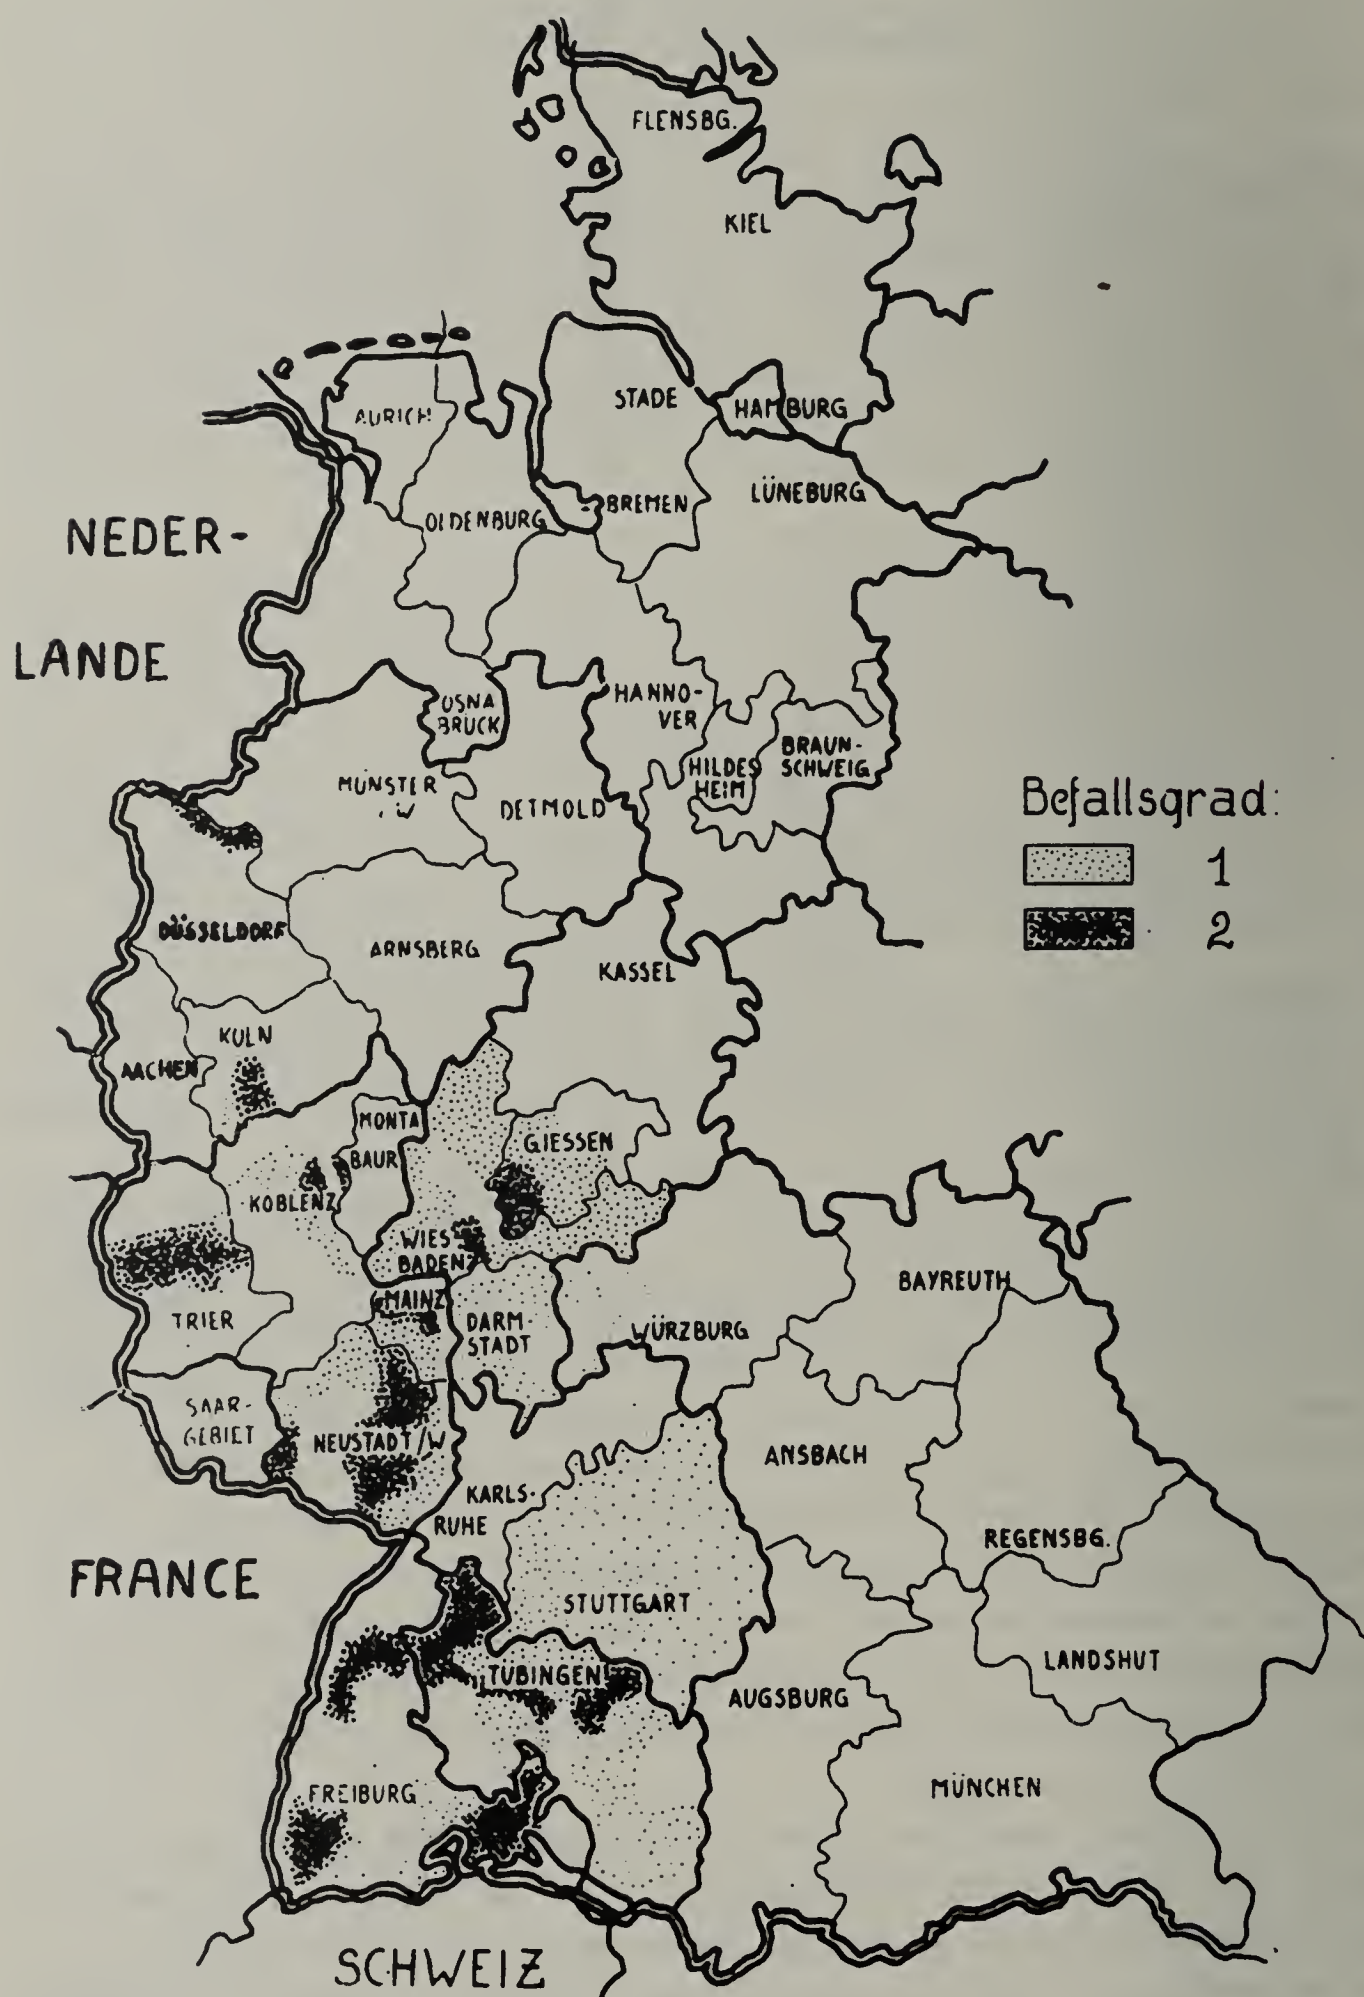 FLENSBG.
KIEL
STADE
HAMBURG
AURICH
LÜNEBURG
BREMEN
OLDENBURG
NEDER-
LANDE
HANNO-
VER
OSNA
BRUCK
BRAUN-
SCHWEIG
HILDES
HEIM
MÜNSTER
W
DETMOLD
Befallsgrad:
1
2
DÜSSELDORF
ARNSBERG
KASSEL
KÖLN
AACHEN
MONTA
BAUR
GIESSEN
KOBLENZ
WIES
BADEN
MAINZ
BAYREUTH
TRIER
DARM-
STADT
WÜRZBURG
SAAR-
GEBIET
NEUSTADT/W
ANSBACH
KARLS-
RUHE
REGENSBG.
FRANCE
STUTTGART
LANDSHUT
TUBINGEN
AUGSBURG
FREIBURG
MÜNCHEN
SCHWEIZ